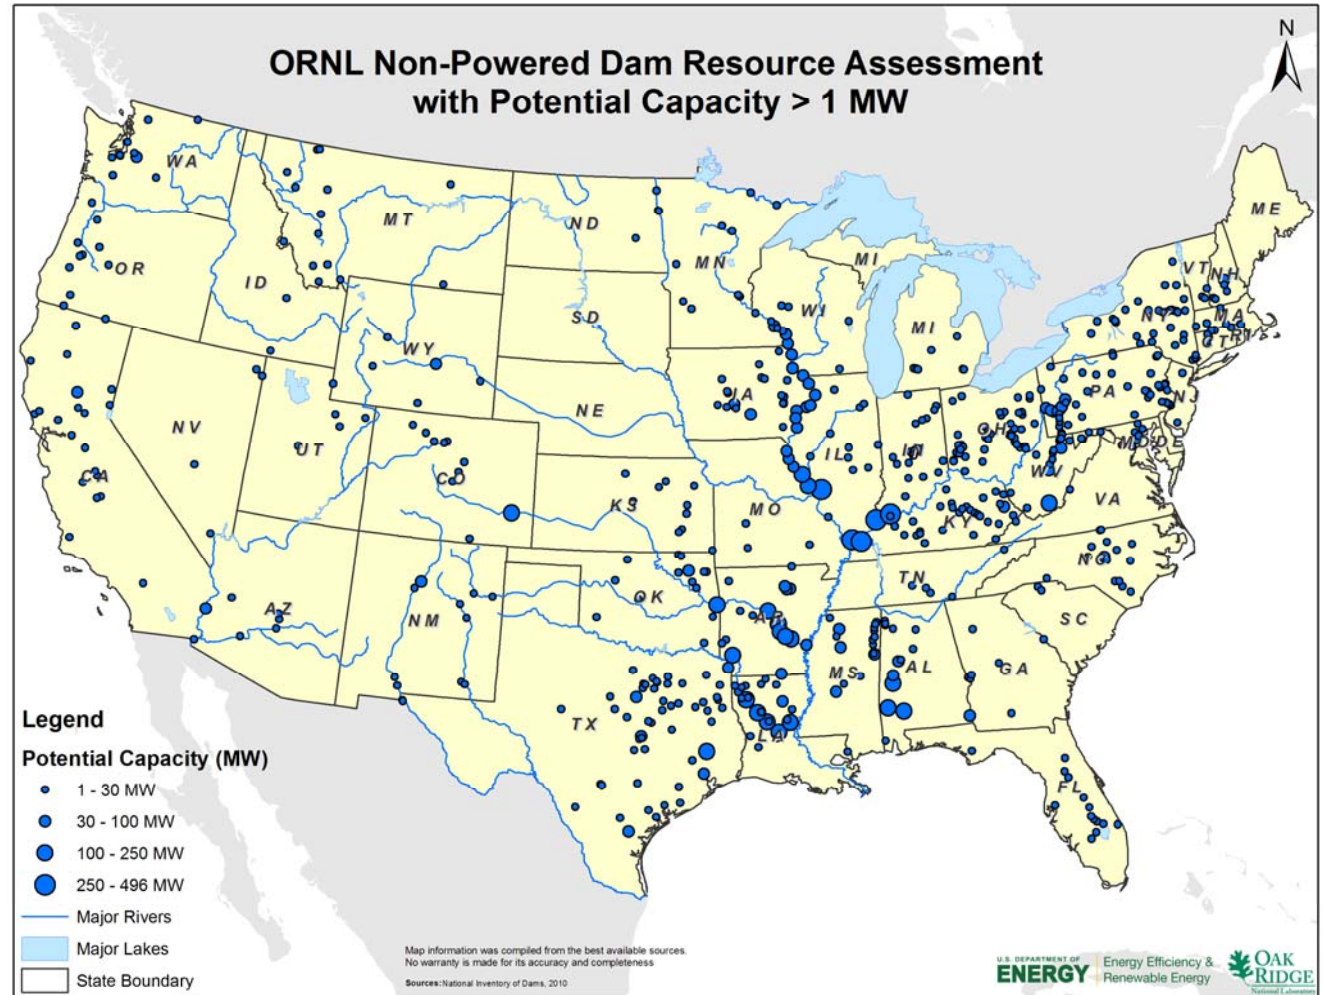 ORNL Non-Powered Dam Resource Assessment
with Potential Capacity > 1 MW
N
WA
MT
ND
MN
MI
ME
VT
NH
OR
ID
WY
SD
WI
MI
NY
MA
CT
RI
NV
UT
NE
IA
PA
NJ
CA
CO
KS
MO
IL
IN
OH
WV
MD
DE
VA
KY
AZ
NM
OK
AR
TN
NC
SC
TX
LA
MS
AL
GA
FL
Legend
Potential Capacity (MW)
1 - 30 MW
30 - 100 MW
100 - 250 MW
250 - 496 MW
Major Rivers
Major Lakes
State Boundary
Map information was compiled from the best available sources.
No warranty is made for its accuracy and completeness
Sources: National Inventory of Dams, 2010
U.S. DEPARTMENT OF
ENERGY
Energy Efficiency &
Renewable Energy
OAK
RIDGE
National Laboratory